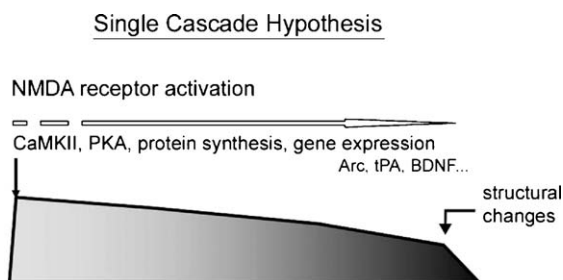 Single Cascade Hypothesis
NMDA receptor activation
CaMKII, PKA, protein synthesis, gene expression
Arc, tPA, BDNF...
structural
changes